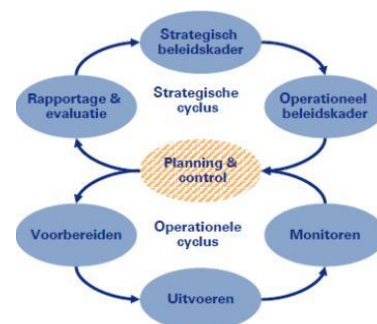 Strategisch
beleidskader
Rapportage &
evaluatie
Strategische
cyclus
Operationeel
beleidskader
Planning &
control
Voorbereiden
Operationele
cyclus
Monitoren
Uitvoeren